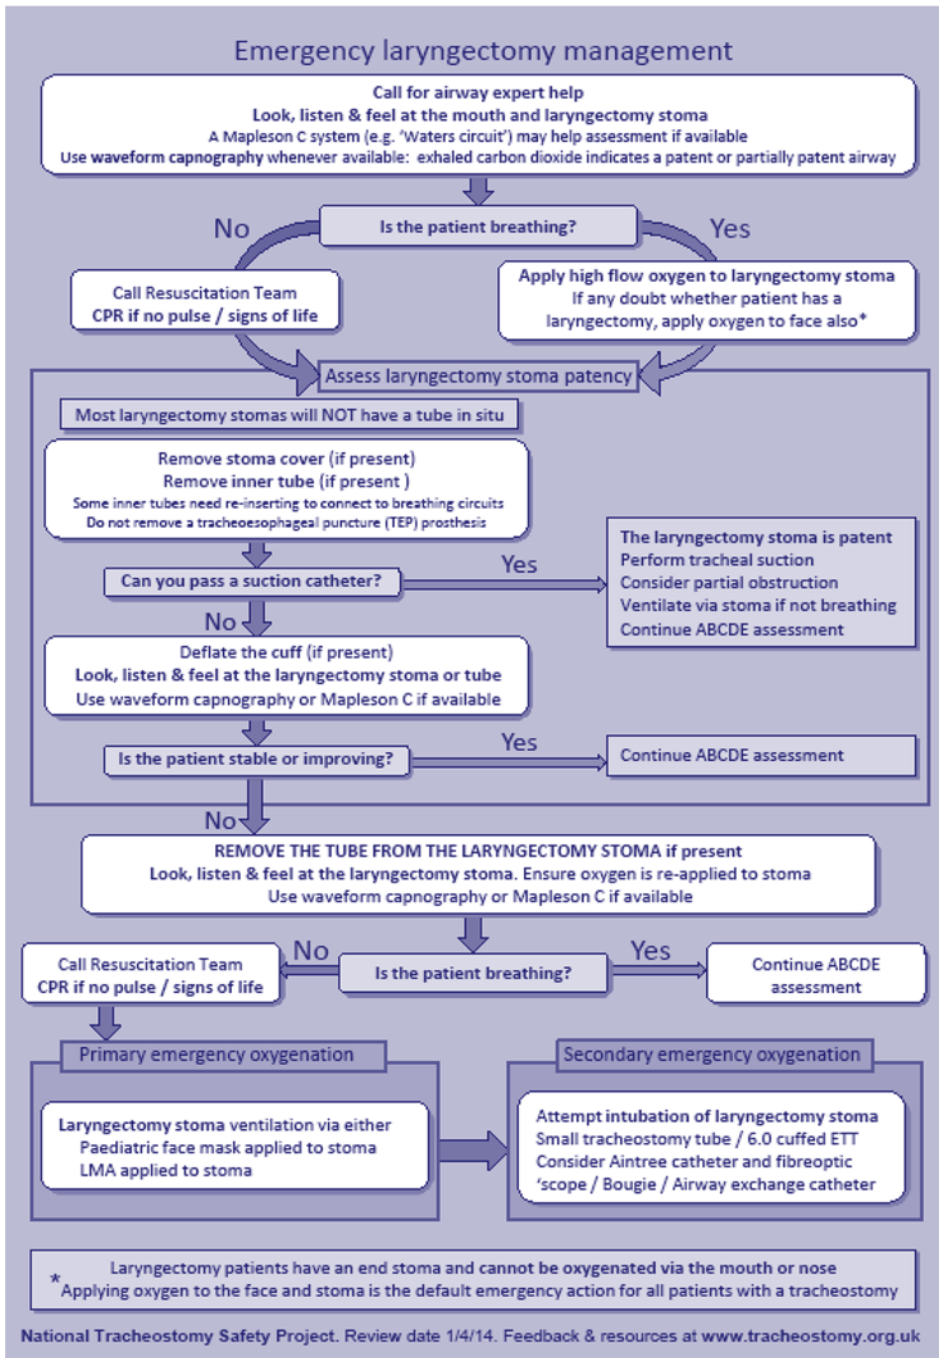 Emergency laryngectomy management
Call for airway expert help
Look, listen & feel at the mouth and laryngectomy stoma
A Mapleson C system (e.g. 'Waters circuit') may help assessment if available
Use waveform capnography whenever available: exhaled carbon dioxide indicates a patent or partially patent airway
No
Is the patient breathing?
Yes
Call Resuscitation Team
CPR if no pulse / signs of life
Apply high flow oxygen to laryngectomy stoma
If any doubt whether patient has a
laryngectomy, apply oxygen to face also*
Assess laryngectomy stoma patency
Most laryngectomy stomas will NOT have a tube in situ
Remove stoma cover (if present)
Remove inner tube (if present )
Some inner tubes need re-inserting to connect to breathing circuits
Do not remove a tracheoesophageal puncture (TEP) prosthesis
Can you pass a suction catheter?
Yes
The laryngectomy stoma is patent
Perform tracheal suction
Consider partial obstruction
Ventilate via stoma if not breathing
Continue ABCDE assessment
No
Deflate the cuff (if present)
Look, listen & feel at the laryngectomy stoma or tube
Use waveform capnography or Mapleson C if available
Is the patient stable or improving?
Yes
Continue ABCDE assessment
No
REMOVE THE TUBE FROM THE LARYNGECTOMY STOMA if present
Look, listen & feel at the laryngectomy stoma. Ensure oxygen is re-applied to stoma
Use waveform capnography or Mapleson C if available
Call Resuscitation Team
CPR if no pulse / signs of life
No
Is the patient breathing?
Yes
Continue ABCDE
assessment
Primary emergency oxygenation
Laryngectomy stoma ventilation via either
Paediatric face mask applied to stoma
LMA applied to stoma
Secondary emergency oxygenation
Attempt intubation of laryngectomy stoma
Small tracheostomy tube / 6.0 cuffed ETT
Consider Aintree catheter and fibreoptic
'scope / Bougie / Airway exchange catheter
Laryngectomy patients have an end stoma and cannot be oxygenated via the mouth or nose
*Applying oxygen to the face and stoma is the default emergency action for all patients with a tracheostomy
National Tracheostomy Safety Project. Review date 1/4/14. Feedback & resources at www.tracheostomy.org.uk